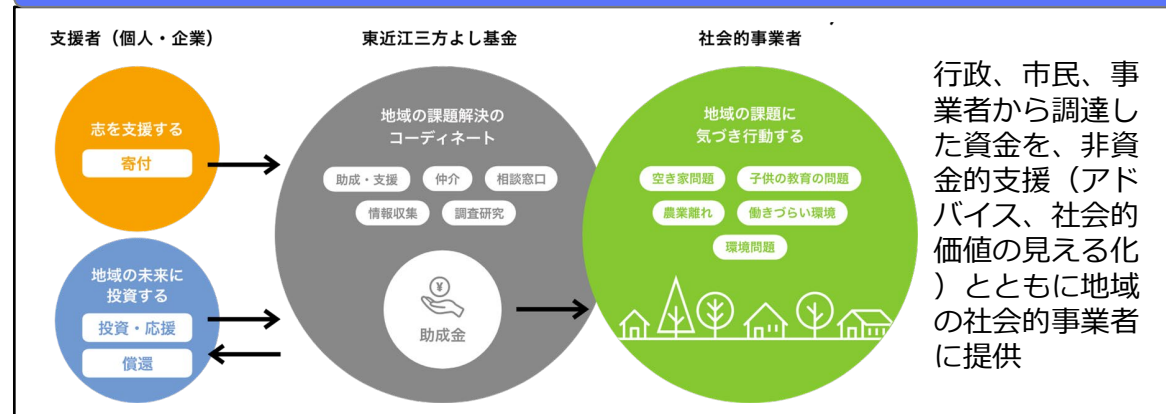 支援者（個人・企業）
東近江三方よし基金
社会的事業者
志を支援する
寄付
地域の未来に
投資する
投資・応援
償還
地域の課題解決の
コーディネート
助成・支援
仲介
相談窓口
情報収集
調査研究
¥
助成金
地域の課題に
気づき行動する
空き家問題
子供の教育の問題
農業離れ
働きづらい環境
環境問題
行政、市民、事
業者から調達し
た資金を、非資
金的支援（アド
バイス、社会的
価値の見える化
）とともに地域
の社会的事業者
に提供